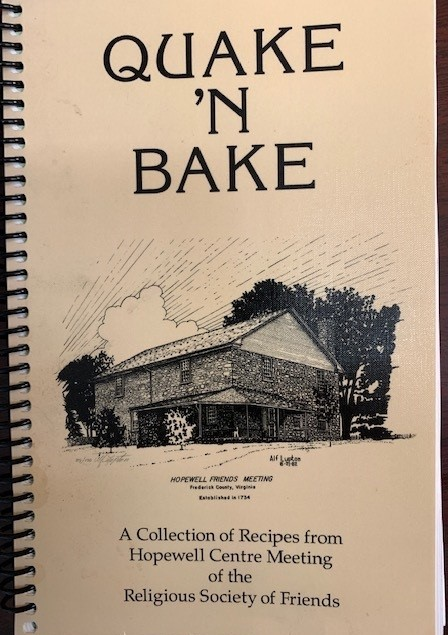 QUAKE
'N
BAKE
Alf Lupton
HOPEWELL FRIENDS MEETING
Frederick County, Virginia
Established in 1734
A Collection of Recipes from
Hopewell Centre Meeting
of the
Religious Society of Friends